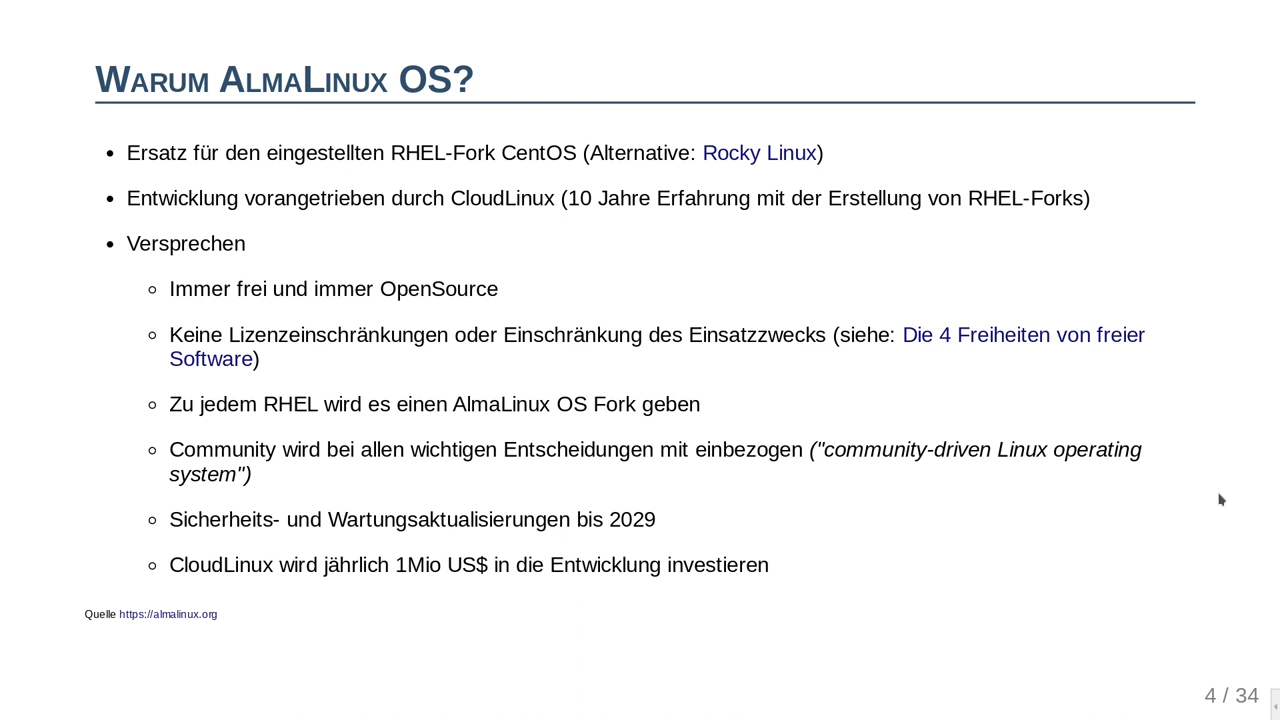 Warum AlmaLinux OS?
• Ersatz für den eingestellten RHEL-Fork CentOS (Alternative: Rocky Linux)
• Entwicklung vorangetrieben durch CloudLinux (10 Jahre Erfahrung mit der Erstellung von RHEL-Forks)
• Versprechen
◦ Immer frei und immer OpenSource
◦ Keine Lizenzeinschränkungen oder Einschränkung des Einsatzzwecks (siehe: Die 4 Freiheiten von freier
Software)
◦ Zu jedem RHEL wird es einen AlmaLinux OS Fork geben
◦ Community wird bei allen wichtigen Entscheidungen mit einbezogen ("community-driven Linux operating
system")
◦ Sicherheits- und Wartungsaktualisierungen bis 2029
◦ CloudLinux wird jährlich 1Mio US$ in die Entwicklung investieren
Quelle https://almalinux.org
4 / 34